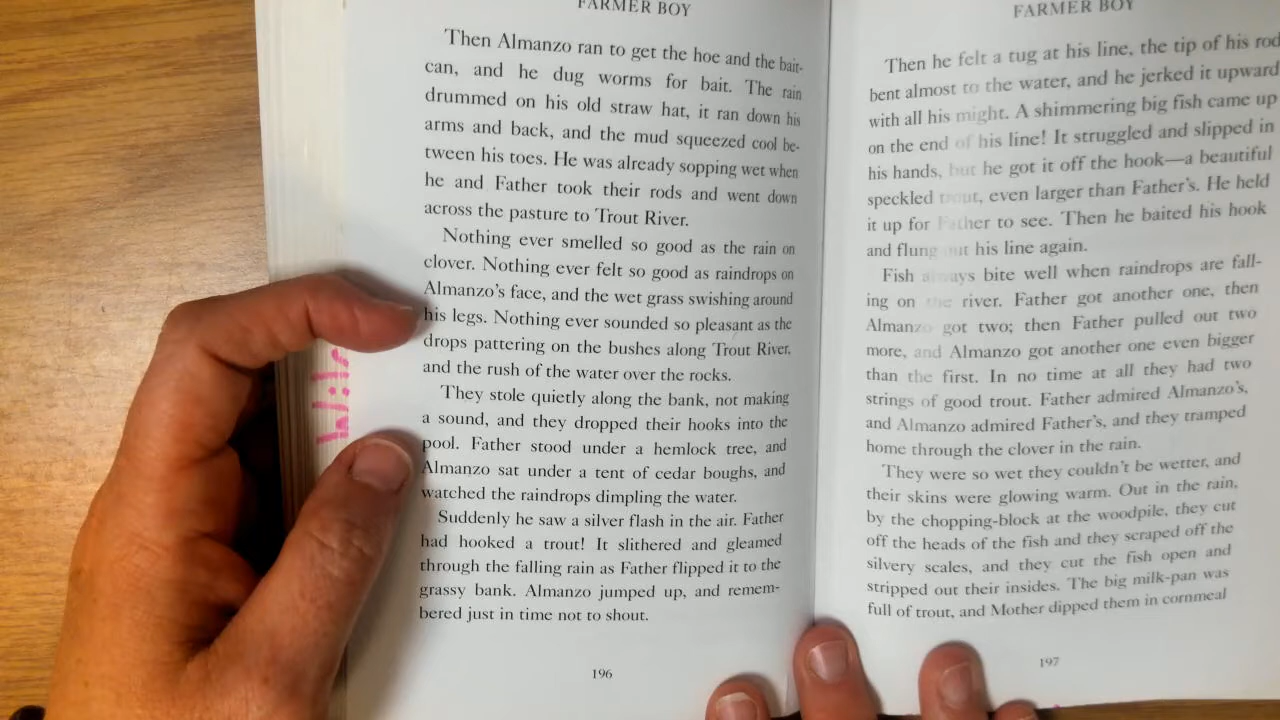 FARMER BOY
Then Almanzo ran to get the hoe and the bait-
can, and he dug worms for bait. The rain
drummed on his old straw hat, it ran down his
arms and back, and the mud squeezed cool be-
tween his toes. He was already sopping wet when
he and Father took their rods and went down
across the pasture to Trout River.
Nothing ever smelled so good as the rain on
clover. Nothing ever felt so good as raindrops on
Almanzo's face, and the wet grass swishing around
his legs. Nothing ever sounded so pleasant as the
drops pattering on the bushes along Trout River,
and the rush of the water over the rocks.
They stole quietly along the bank, not making
a sound, and they dropped their hooks into the
pool. Father stood under a hemlock tree, and
Almanzo sat under a tent of cedar boughs, and
watched the raindrops dimpling the water.
Suddenly he saw a silver flash in the air. Father
had hooked a trout! It slithered and gleamed
through the falling rain as Father flipped it to the
grassy bank. Almanzo jumped up, and remem-
bered just in time not to shout.
196
FARMER BOY
Then he felt a tug at his line, the tip of his rod
bent almost to the water, and he jerked it upward
with all his might. A shimmering big fish came up
on the end of his line! It struggled and slipped in
his hands, but he got it off the hook—a beautiful
speckled trout, even larger than Father's. He held
it up for Father to see. Then he baited his hook
and flung out his line again.
Fish always bite well when raindrops are fall-
ing on the river. Father got another one, then
Almanzo got two; then Father pulled out two
more, and Almanzo got another one even bigger
than the first. In no time at all they had two
strings of good trout. Father admired Almanzo's,
and Almanzo admired Father's, and they tramped
home through the clover in the rain.
They were so wet they couldn't be wetter, and
their skins were glowing warm. Out in the rain,
by the chopping-block at the woodpile, they cut
off the heads of the fish and they scraped off the
silvery scales, and they cut the fish open and
stripped out their insides. The big milk-pan was
full of trout, and Mother dipped them in cornmeal
197